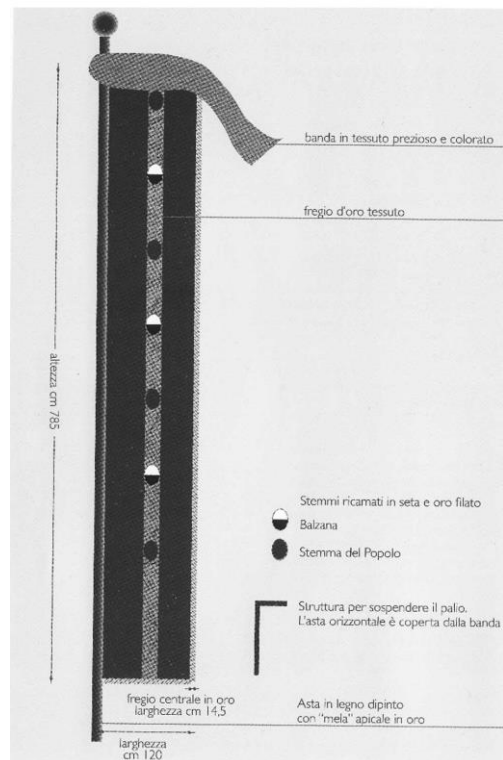 banda in tessuto prezioso e colorato
fregio d'oro tessuto
altezza cm 785
Stemmi ricamati in seta e oro filato
Balzana
Stemma del Popolo
Struttura per sospendere il palio.
L'asta orizzontale è coperta dalla banda
fregio centrale in oro
larghezza cm 14,5
Asta in legno dipinto
con "mela" apicale in oro
larghezza
cm 120